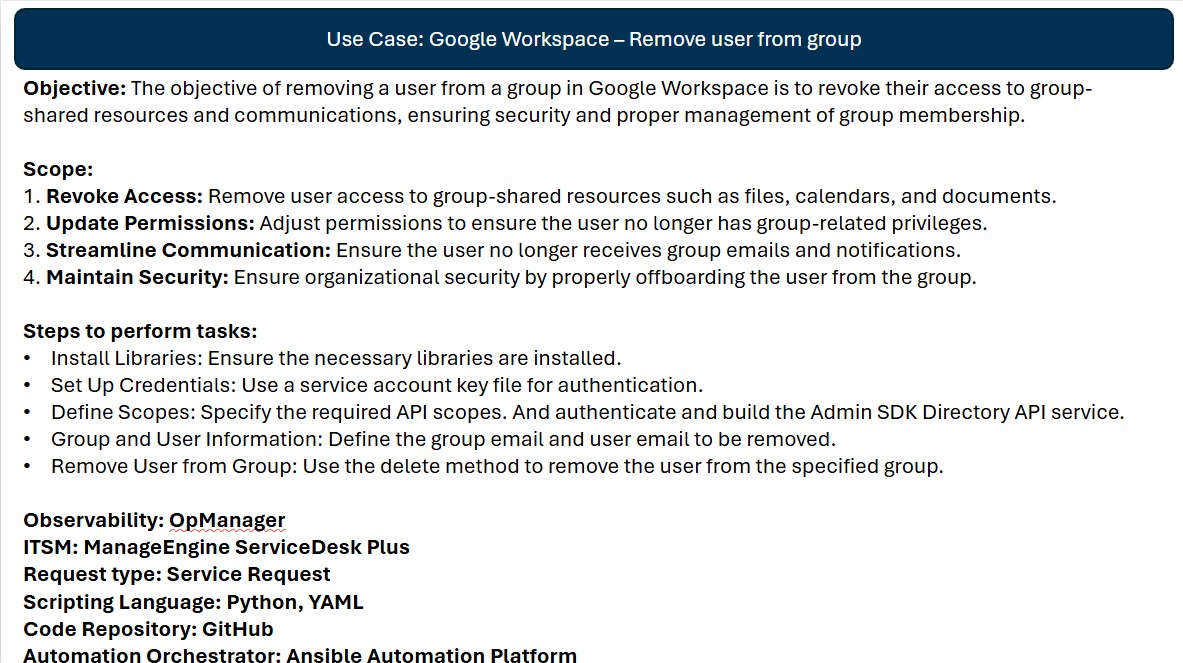 Use Case: Google Workspace – Remove user from group
Objective: The objective of removing a user from a group in Google Workspace is to revoke their access to group-
shared resources and communications, ensuring security and proper management of group membership.
Scope:
1. Revoke Access: Remove user access to group-shared resources such as files, calendars, and documents.
2. Update Permissions: Adjust permissions to ensure the user no longer has group-related privileges.
3. Streamline Communication: Ensure the user no longer receives group emails and notifications.
4. Maintain Security: Ensure organizational security by properly offboarding the user from the group.
Steps to perform tasks:
• Install Libraries: Ensure the necessary libraries are installed.
• Set Up Credentials: Use a service account key file for authentication.
• Define Scopes: Specify the required API scopes. And authenticate and build the Admin SDK Directory API service.
• Group and User Information: Define the group email and user email to be removed.
• Remove User from Group: Use the delete method to remove the user from the specified group.
Observability: OpManager
ITSM: ManageEngine ServiceDesk Plus
Request type: Service Request
Scripting Language: Python, YAML
Code Repository: GitHub
Automation Orchestrator: Ansible Automation Platform